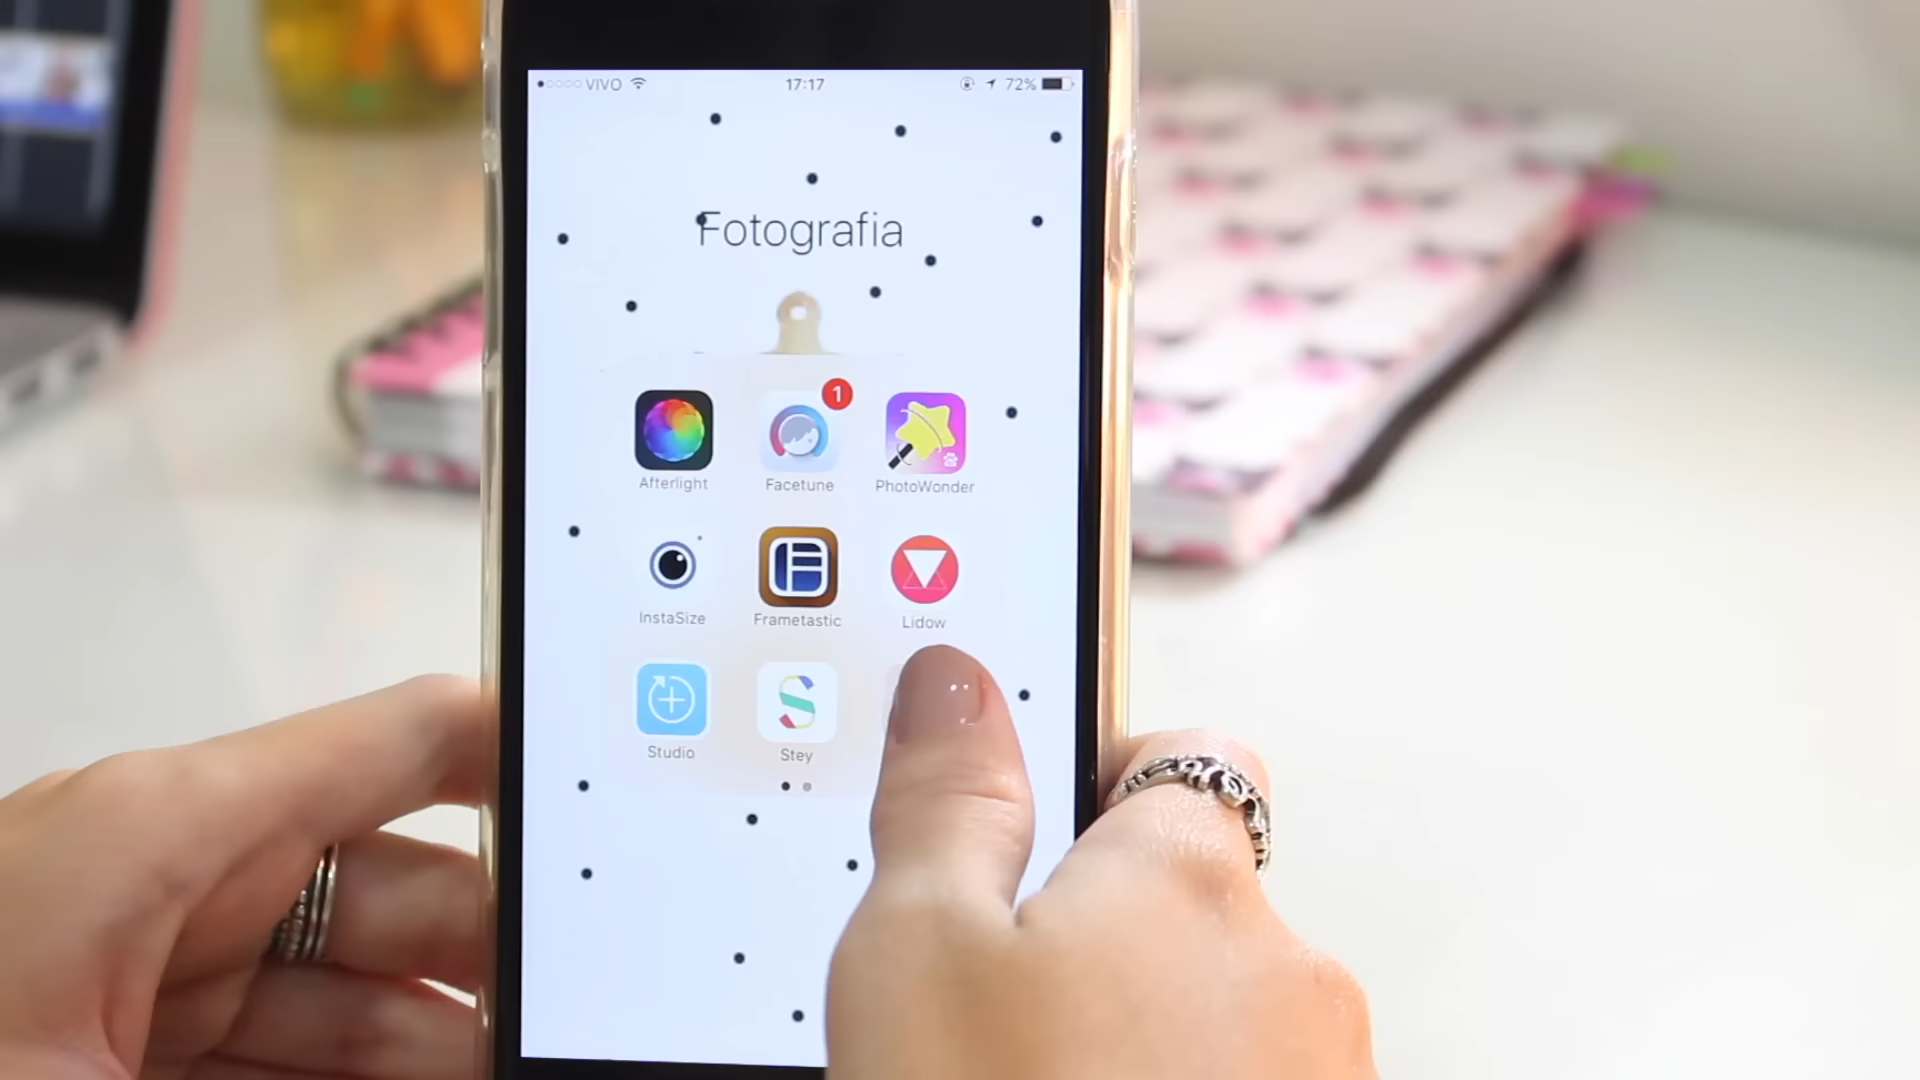 VIVO 17:17 72%
Fotografia
1
Afterlight Facetune PhotoWonder
InstaSize Frametastic Lidow
Studio Stey